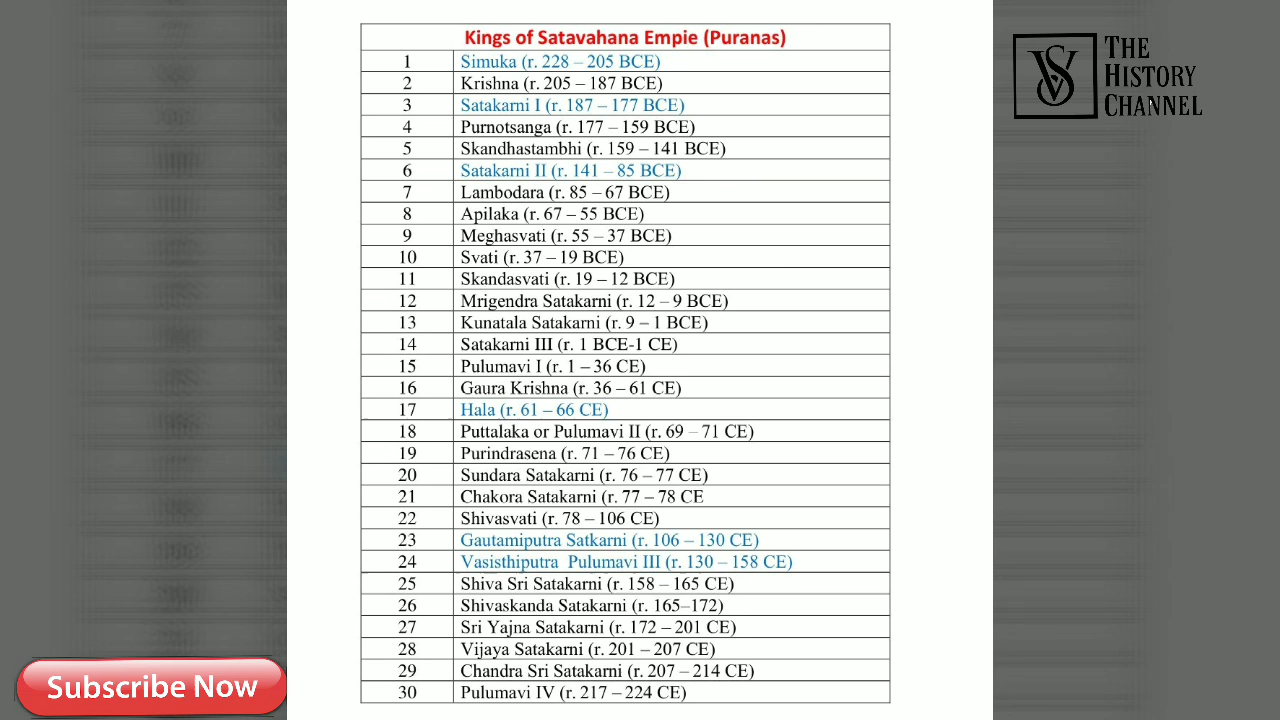 Kings of Satavahana Empie (Puranas)
1 Simuka (r. 228 – 205 BCE)
2 Krishna (r. 205 – 187 BCE)
3 Satakarni I (r. 187 – 177 BCE)
4 Purnotsanga (r. 177 – 159 BCE)
5 Skandhastambhi (r. 159 – 141 BCE)
6 Satakarni II (r. 141 – 85 BCE)
7 Lambodara (r. 85 – 67 BCE)
8 Apilaka (r. 67 – 55 BCE)
9 Meghasvati (r. 55 – 37 BCE)
10 Svati (r. 37 – 19 BCE)
11 Skandasvati (r. 19 – 12 BCE)
12 Mrigendra Satakarni (r. 12 – 9 BCE)
13 Kunatala Satakarni (r. 9 – 1 BCE)
14 Satakarni III (r. 1 BCE-1 CE)
15 Pulumavi I (r. 1 – 36 CE)
16 Gaura Krishna (r. 36 – 61 CE)
17 Hala (r. 61 – 66 CE)
18 Puttalaka or Pulumavi II (r. 69 – 71 CE)
19 Purindrasena (r. 71 – 76 CE)
20 Sundara Satakarni (r. 76 – 77 CE)
21 Chakora Satakarni (r. 77 – 78 CE
22 Shivasvati (r. 78 – 106 CE)
23 Gautamiputra Satkarni (r. 106 – 130 CE)
24 Vasisthiputra Pulumavi III (r. 130 – 158 CE)
25 Shiva Sri Satakarni (r. 158 – 165 CE)
26 Shivaskanda Satakarni (r. 165–172)
27 Sri Yajna Satakarni (r. 172 – 201 CE)
28 Vijaya Satakarni (r. 201 – 207 CE)
29 Chandra Sri Satakarni (r. 207 – 214 CE)
30 Pulumavi IV (r. 217 – 224 CE)
VS
THE
HISTORY
CHANNEL
Subscribe Now